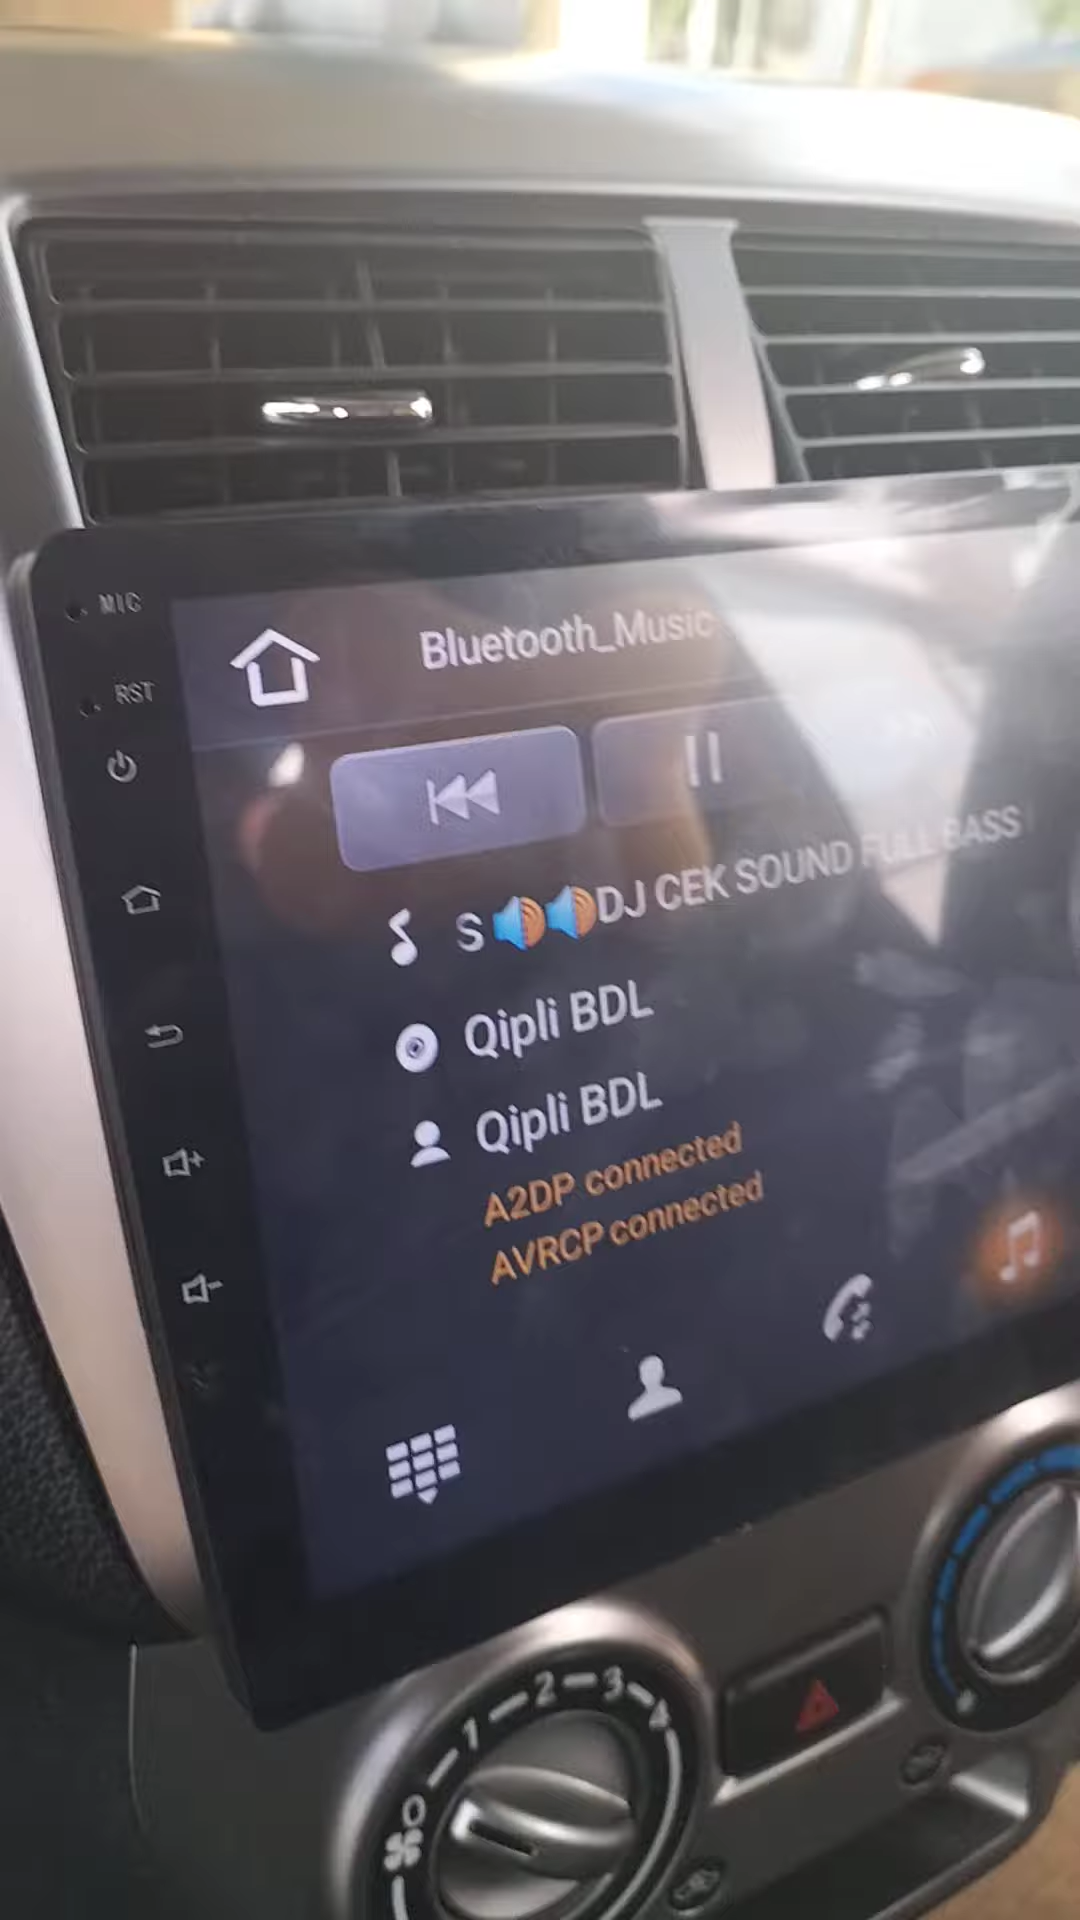 MIC
RST
Bluetooth_Music
S 🔊🔊DJ CEK SOUND FULL BASS
Qipli BDL
Qipli BDL
A2DP connected
AVRCP connected
0 1 2 3 4